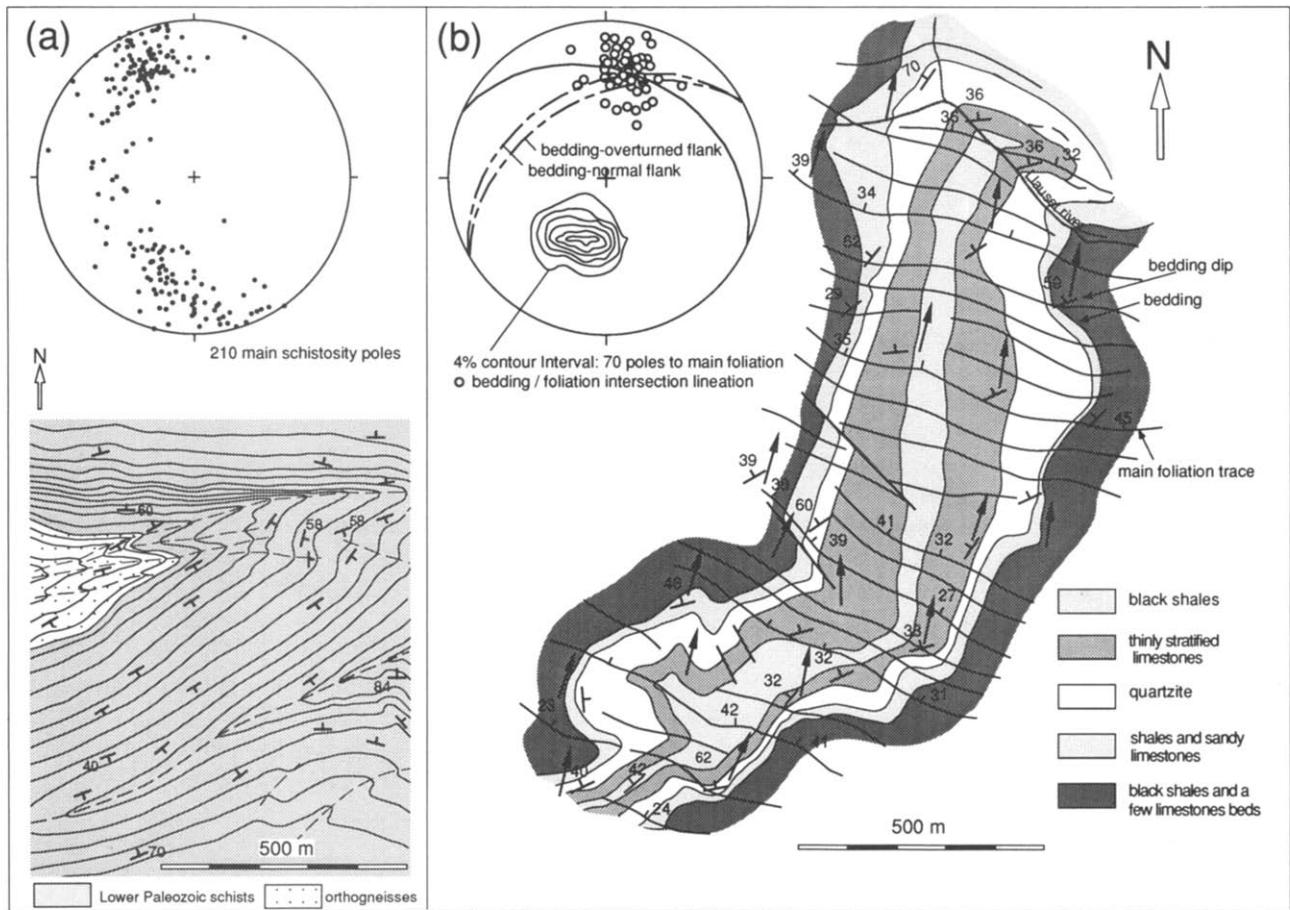 (a)
210 main schistosity poles
N
60
58
58
84
40
70
500 m
Lower Paleozoic schists
orthogneisses
(b)
bedding-overturned flank
bedding-normal flank
4% contour Interval: 70 poles to main foliation
bedding / foliation intersection lineation
N
70
36
36
32
39
34
62
29
35
59
bedding dip
bedding
45
main foliation trace
39
60
41
39
32
48
27
33
32
32
31
23
42
41
62
40
42
24
500 m
black shales
thinly stratified
limestones
quartzite
shales and sandy
limestones
black shales and a
few limestones beds